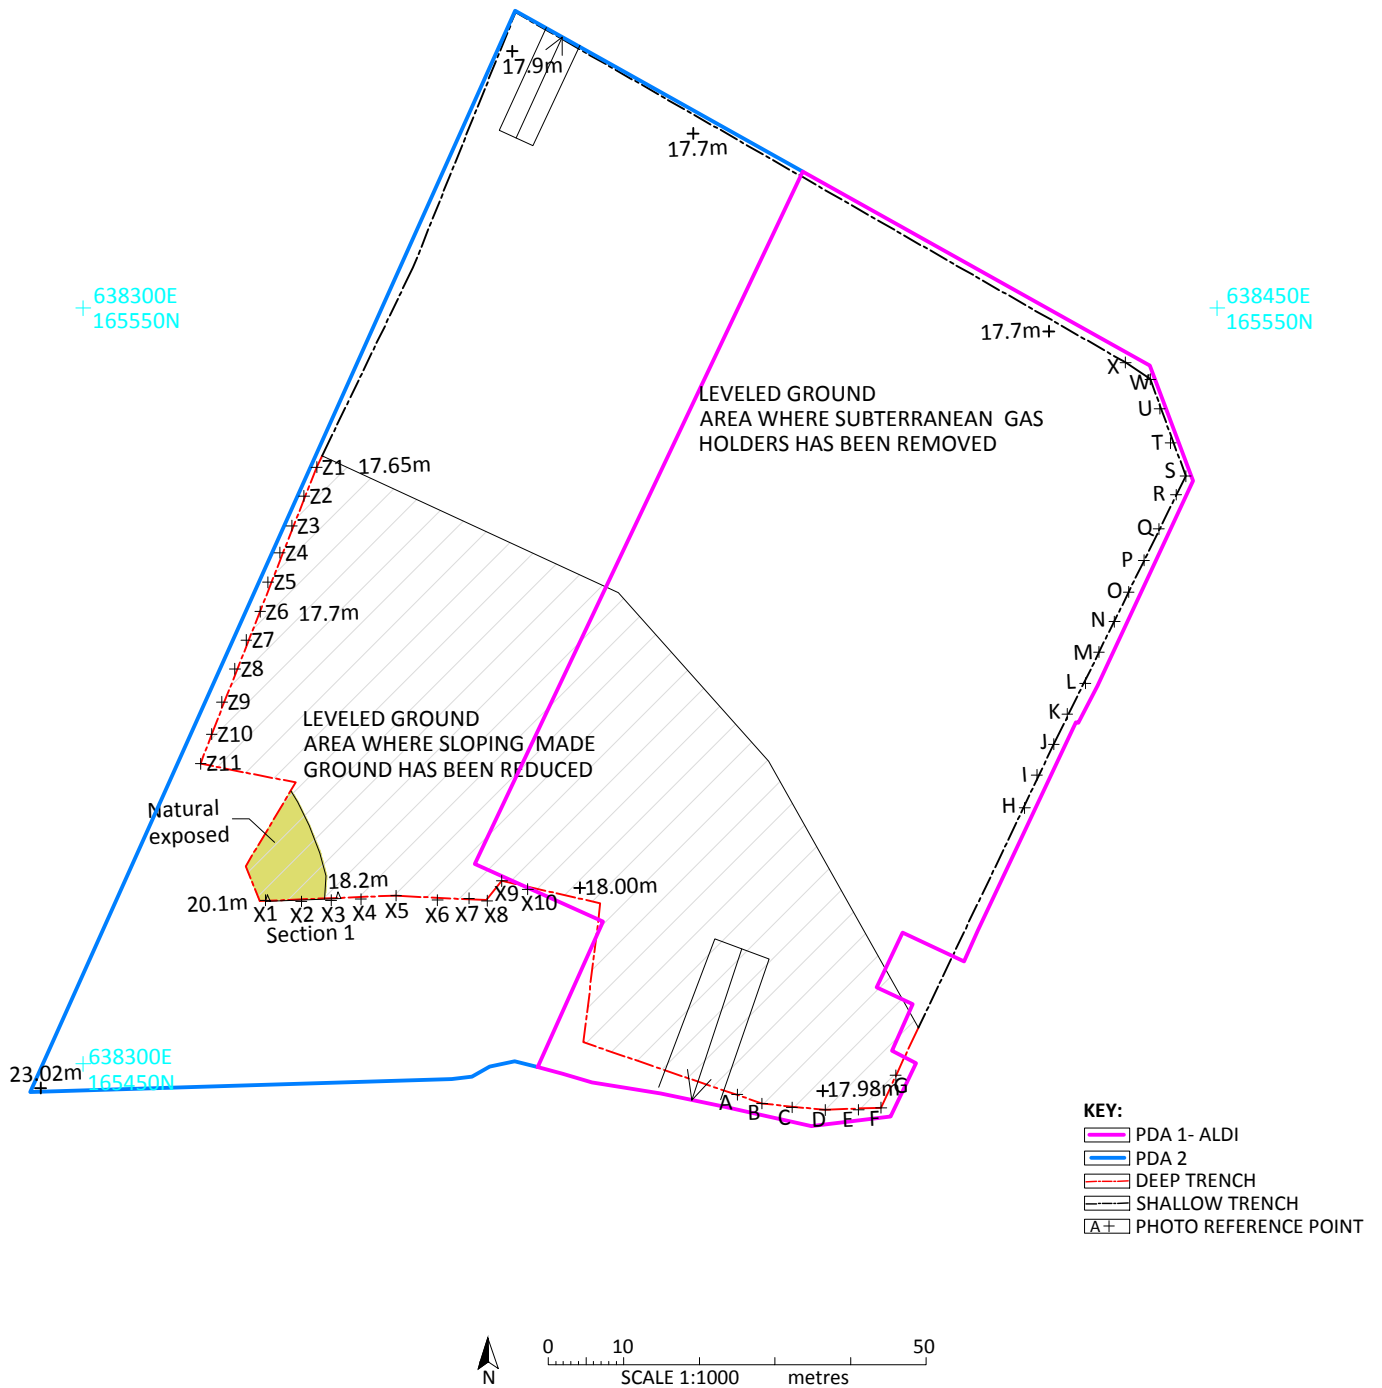 17.9m
17.7m
638300E
165550N
638450E
165550N
17.7m
X
W
U
T
S
R
Q
P
O
N
M
L
K
J
I
H
LEVELED GROUND
AREA WHERE SUBTERRANEAN GAS
HOLDERS HAS BEEN REMOVED
Z1 17.65m
Z2
Z3
Z4
Z5
Z6 17.7m
Z7
Z8
Z9
Z10
Z11
LEVELED GROUND
AREA WHERE SLOPING MADE
GROUND HAS BEEN REDUCED
Natural
exposed
18.2m
20.1m
X1 X2 X3 X4 X5 X6 X7 X8 X9 X10
18.00m
Section 1
638300E
165450N
23.02m
17.98m
A B C D E F G
KEY:
PDA 1- ALDI
PDA 2
DEEP TRENCH
SHALLOW TRENCH
A PHOTO REFERENCE POINT
N
0 10 50
SCALE 1:1000 metres